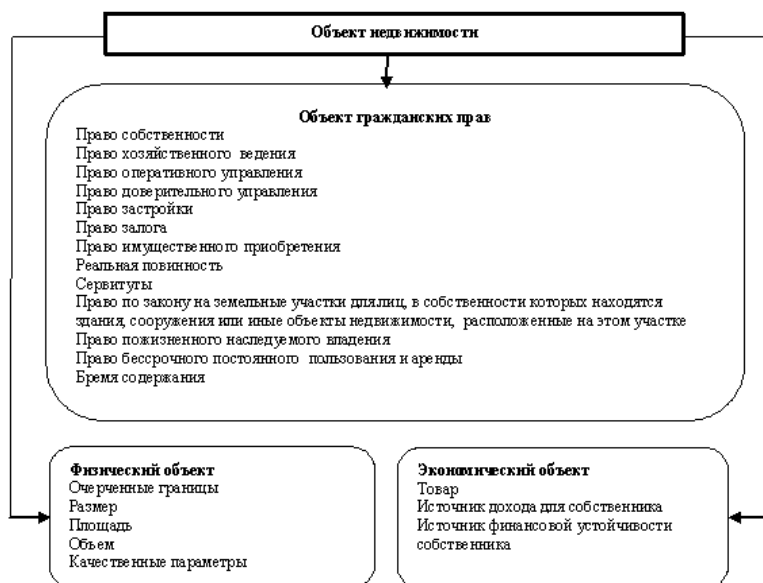 Объект недвижимости
Объект гражданских прав
Право собственности
Право хозяйственного ведения
Право оперативного управления
Право доверительного управления
Право застройки
Право залога
Право имущественного приобретения
Реальная повинность
Сервитуты
Право по закону на земельные участки для лиц, в собственности которых находятся
здания, сооружения или иные объекты недвижимости, расположенные на этом участке
Право пожизненного наследуемого владения
Право бессрочного постоянного пользования и аренды
Бремя содержания
Физический объект
Очерченные границы
Размер
Площадь
Объем
Качественные параметры
Экономический объект
Товар
Источник дохода для собственника
Источник финансовой устойчивости
собственника